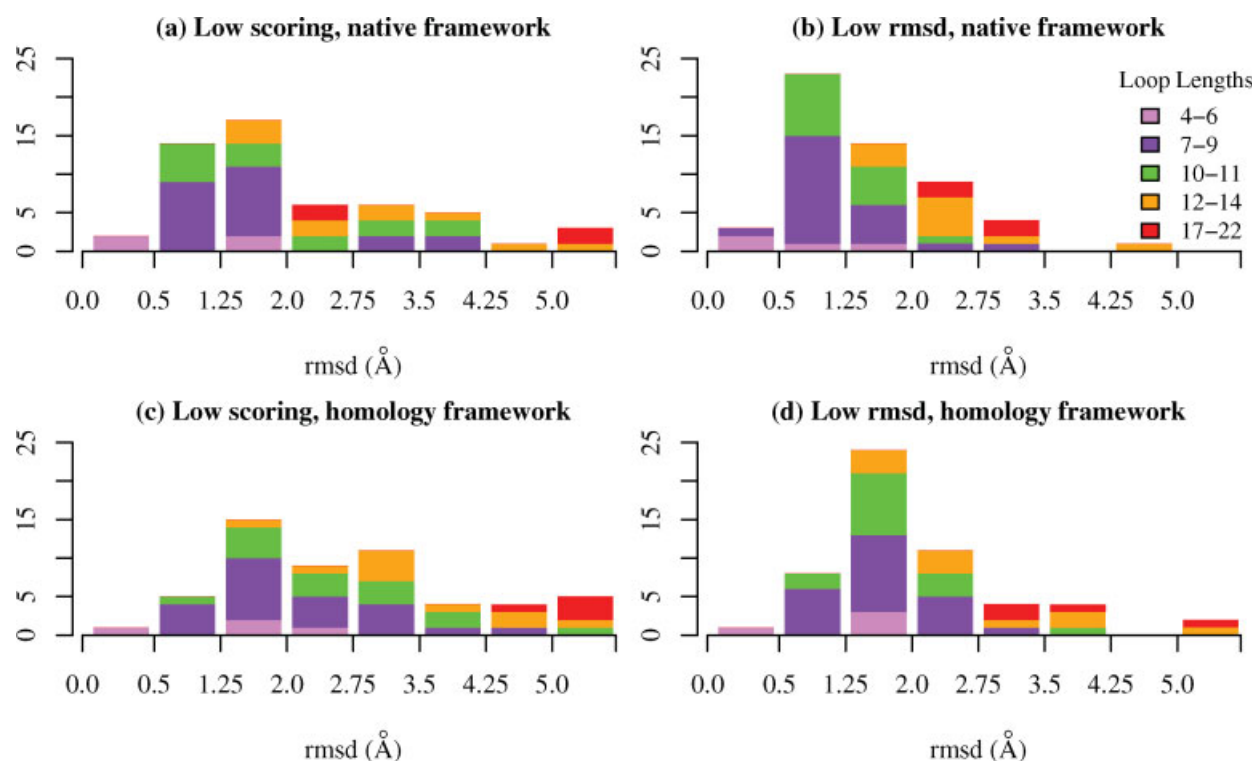 (a) Low scoring, native framework
25
15
5
0
0.0 0.5 1.25 2.0 2.75 3.5 4.25 5.0
rmsd (Å)
(b) Low rmsd, native framework
25
15
5
0
Loop Lengths
4–6
7–9
10–11
12–14
17–22
0.0 0.5 1.25 2.0 2.75 3.5 4.25 5.0
rmsd (Å)
(c) Low scoring, homology framework
25
15
5
0
0.0 0.5 1.25 2.0 2.75 3.5 4.25 5.0
rmsd (Å)
(d) Low rmsd, homology framework
25
15
5
0
0.0 0.5 1.25 2.0 2.75 3.5 4.25 5.0
rmsd (Å)